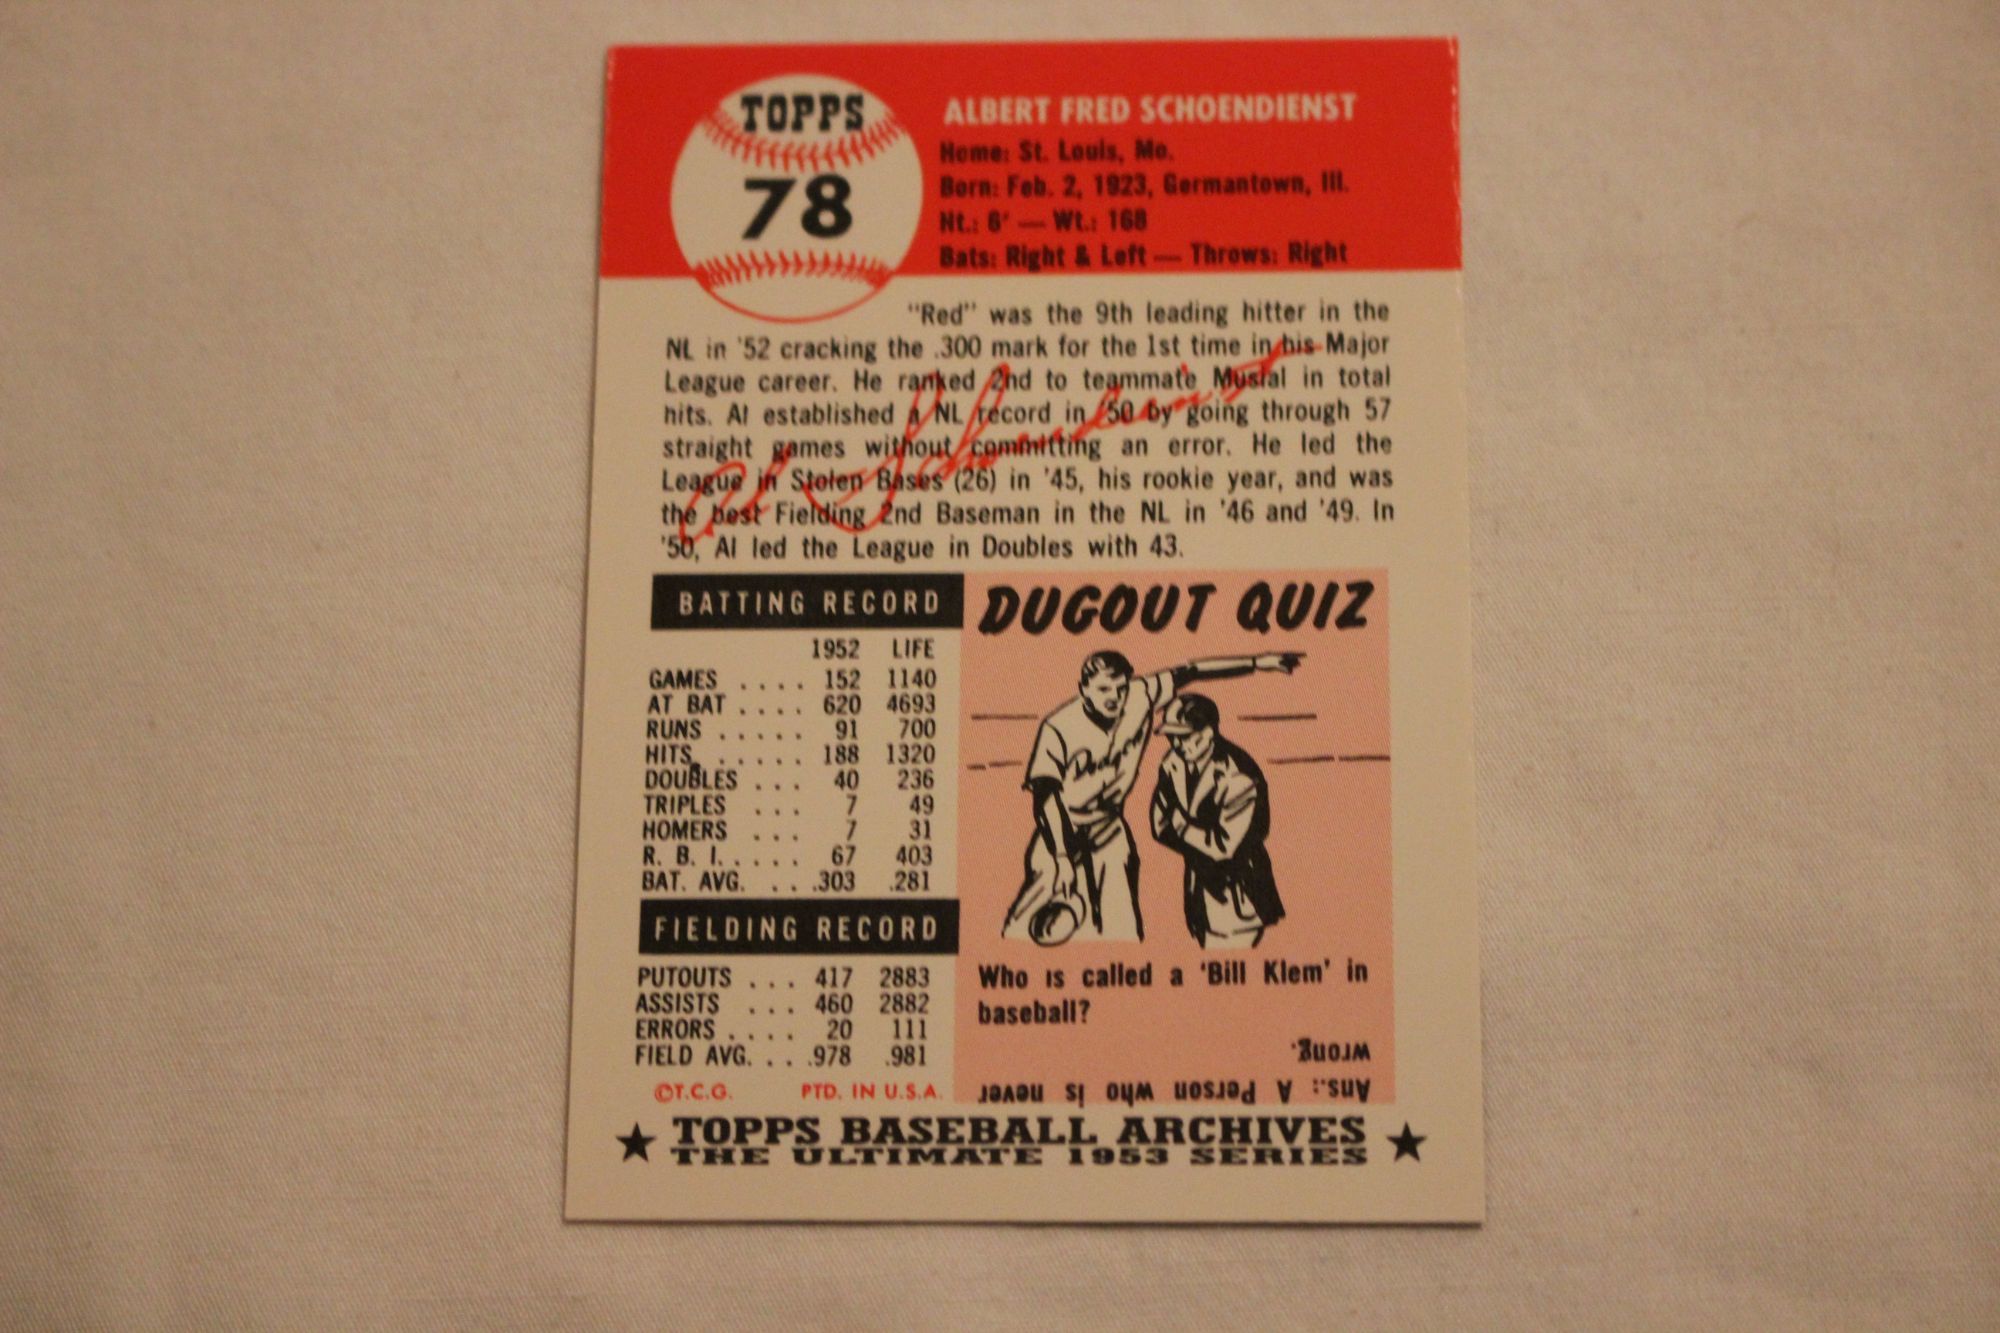 TOPPS
78
ALBERT FRED SCHOENDIENST
Home: St. Louis, Mo.
Born: Feb. 2, 1923, Germantown, Ill.
Ht.: 6' — Wt.: 168
Bats: Right & Left — Throws: Right
"Red" was the 9th leading hitter in the
NL in '52 cracking the .300 mark for the 1st time in his Major
League career. He ranked 2nd to teammate Musial in total
hits. Al established a NL record in '50 by going through 57
straight games without committing an error. He led the
League in Stolen Bases (26) in '45, his rookie year, and was
the best Fielding 2nd Baseman in the NL in '46 and '49. In
'50, Al led the League in Doubles with 43.
Al Schoendienst
BATTING RECORD
1952 LIFE
GAMES .... 152 1140
AT BAT .... 620 4693
RUNS ..... 91 700
HITS ..... 188 1320
DOUBLES ... 40 236
TRIPLES ... 7 49
HOMERS ... 7 31
R. B. I. .... 67 403
BAT. AVG. .. .303 .281
FIELDING RECORD
PUTOUTS ... 417 2883
ASSISTS ... 460 2882
ERRORS .... 20 111
FIELD AVG. .. .978 .981
©T.C.G. PTD. IN U.S.A.
DUGOUT QUIZ
Dodgers
Who is called a 'Bill Klem' in
baseball?
Ans.: A Person who is never
wrong.
★ TOPPS BASEBALL ARCHIVES ★
THE ULTIMATE 1953 SERIES